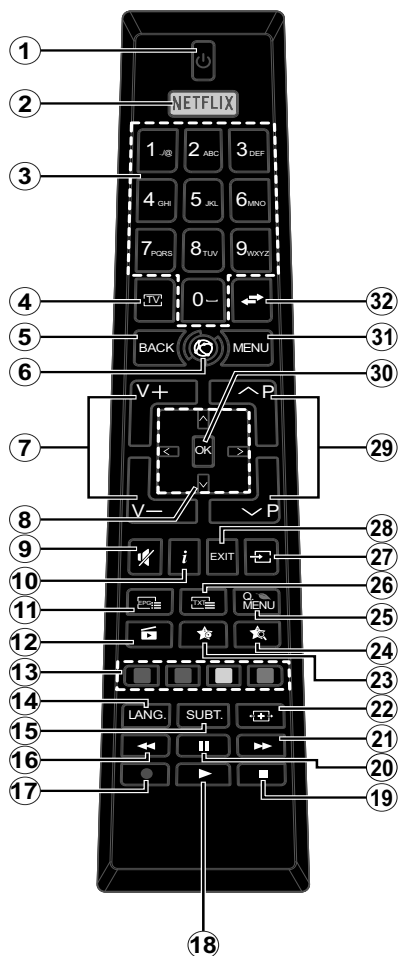 1
2 NETFLIX
3 1 ./@ 2 ABC 3 DEF
4 GHI 5 JKL 6 MNO
7 PQRS 8 TUV 9 WXYZ
4 TV 0 32
5 BACK MENU 31
6 30
V+ P
7 OK 29
8 V- P
9 i EXIT 28
10 27
11 EPG TXT Q. MENU 26
12 25
24
13 23
14 LANG. SUBT. 22
15 21
16 20
17 19
18